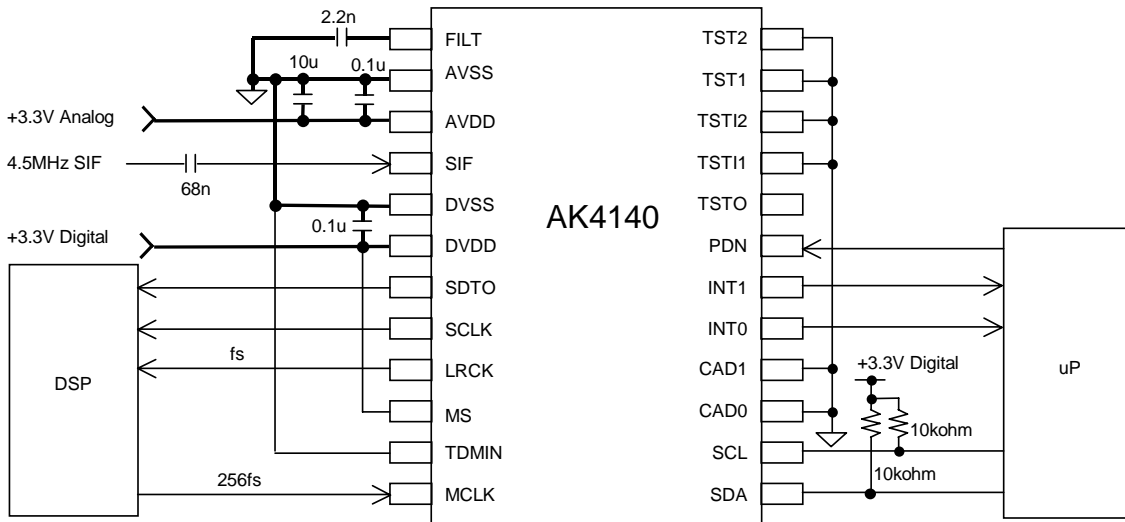 2.2n
FILT
TST2
10u
0.1u
AVSS
TST1
+3.3V Analog
AVDD
TSTI2
4.5MHz SIF
68n
SIF
TSTI1
DVSS
AK4140
TSTO
0.1u
+3.3V Digital
DVDD
PDN
SDTO
INT1
SCLK
INT0
fs
LRCK
CAD1
+3.3V Digital
DSP
uP
MS
CAD0
10kohm
TDMIN
SCL
10kohm
256fs
MCLK
SDA